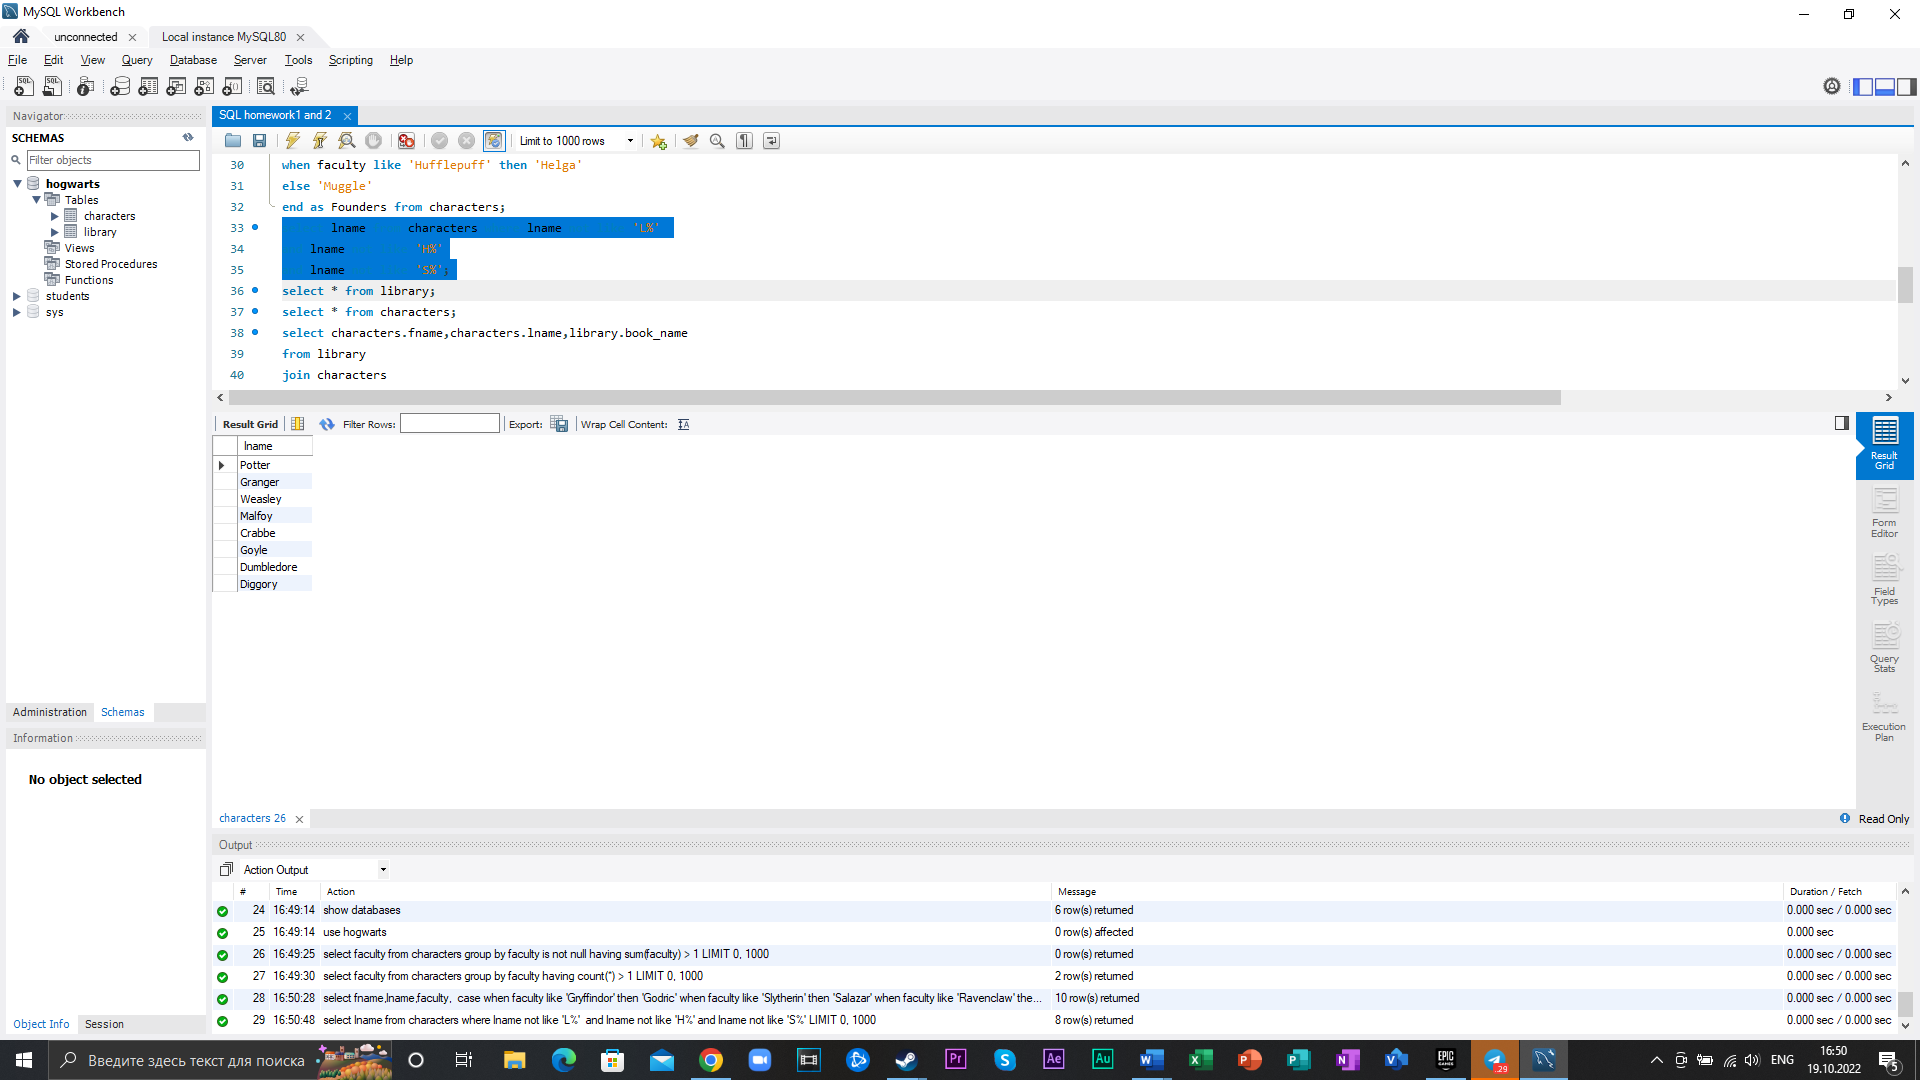 MySQL Workbench
unconnected
Local instance MySQL80
File Edit View Query Database Server Tools Scripting Help
Navigator
SCHEMAS
Filter objects
hogwarts
Tables
characters
library
Views
Stored Procedures
Functions
students
sys
Administration Schemas
Information
No object selected
Object Info Session
SQL homework1 and 2
Limit to 1000 rows
30 when faculty like 'Hufflepuff' then 'Helga'
31 else 'Muggle'
32 end as Founders from characters;
33 lname characters lname 'L%'
34 lname 'H%'
35 lname 'S%';
36 select * from library;
37 select * from characters;
38 select characters.fname,characters.lname,library.book_name
39 from library
40 join characters
Result Grid Filter Rows: Export: Wrap Cell Content:
lname
Potter
Granger
Weasley
Malfoy
Crabbe
Goyle
Dumbledore
Diggory
Result
Grid
Form
Editor
Field
Types
Query
Stats
Execution
Plan
characters 26
Read Only
Output
Action Output
# Time Action Message Duration / Fetch
24 16:49:14 show databases 6 row(s) returned 0.000 sec / 0.000 sec
25 16:49:14 use hogwarts 0 row(s) affected 0.000 sec
26 16:49:25 select faculty from characters group by faculty is not null having sum(faculty) > 1 LIMIT 0, 1000 0 row(s) returned 0.000 sec / 0.000 sec
27 16:49:30 select faculty from characters group by faculty having count(*) > 1 LIMIT 0, 1000 2 row(s) returned 0.000 sec / 0.000 sec
28 16:50:28 select fname,lname,faculty, case when faculty like 'Gryffindor' then 'Godric' when faculty like 'Slytherin' then 'Salazar' when faculty like 'Ravenclaw' the... 10 row(s) returned 0.000 sec / 0.000 sec
29 16:50:48 select lname from characters where lname not like 'L%' and lname not like 'H%' and lname not like 'S%' LIMIT 0, 1000 8 row(s) returned 0.000 sec / 0.000 sec
Введите здесь текст для поиска
Pr
Ae
Au
EPIC
GAMES
29
ENG
16:50
19.10.2022
5